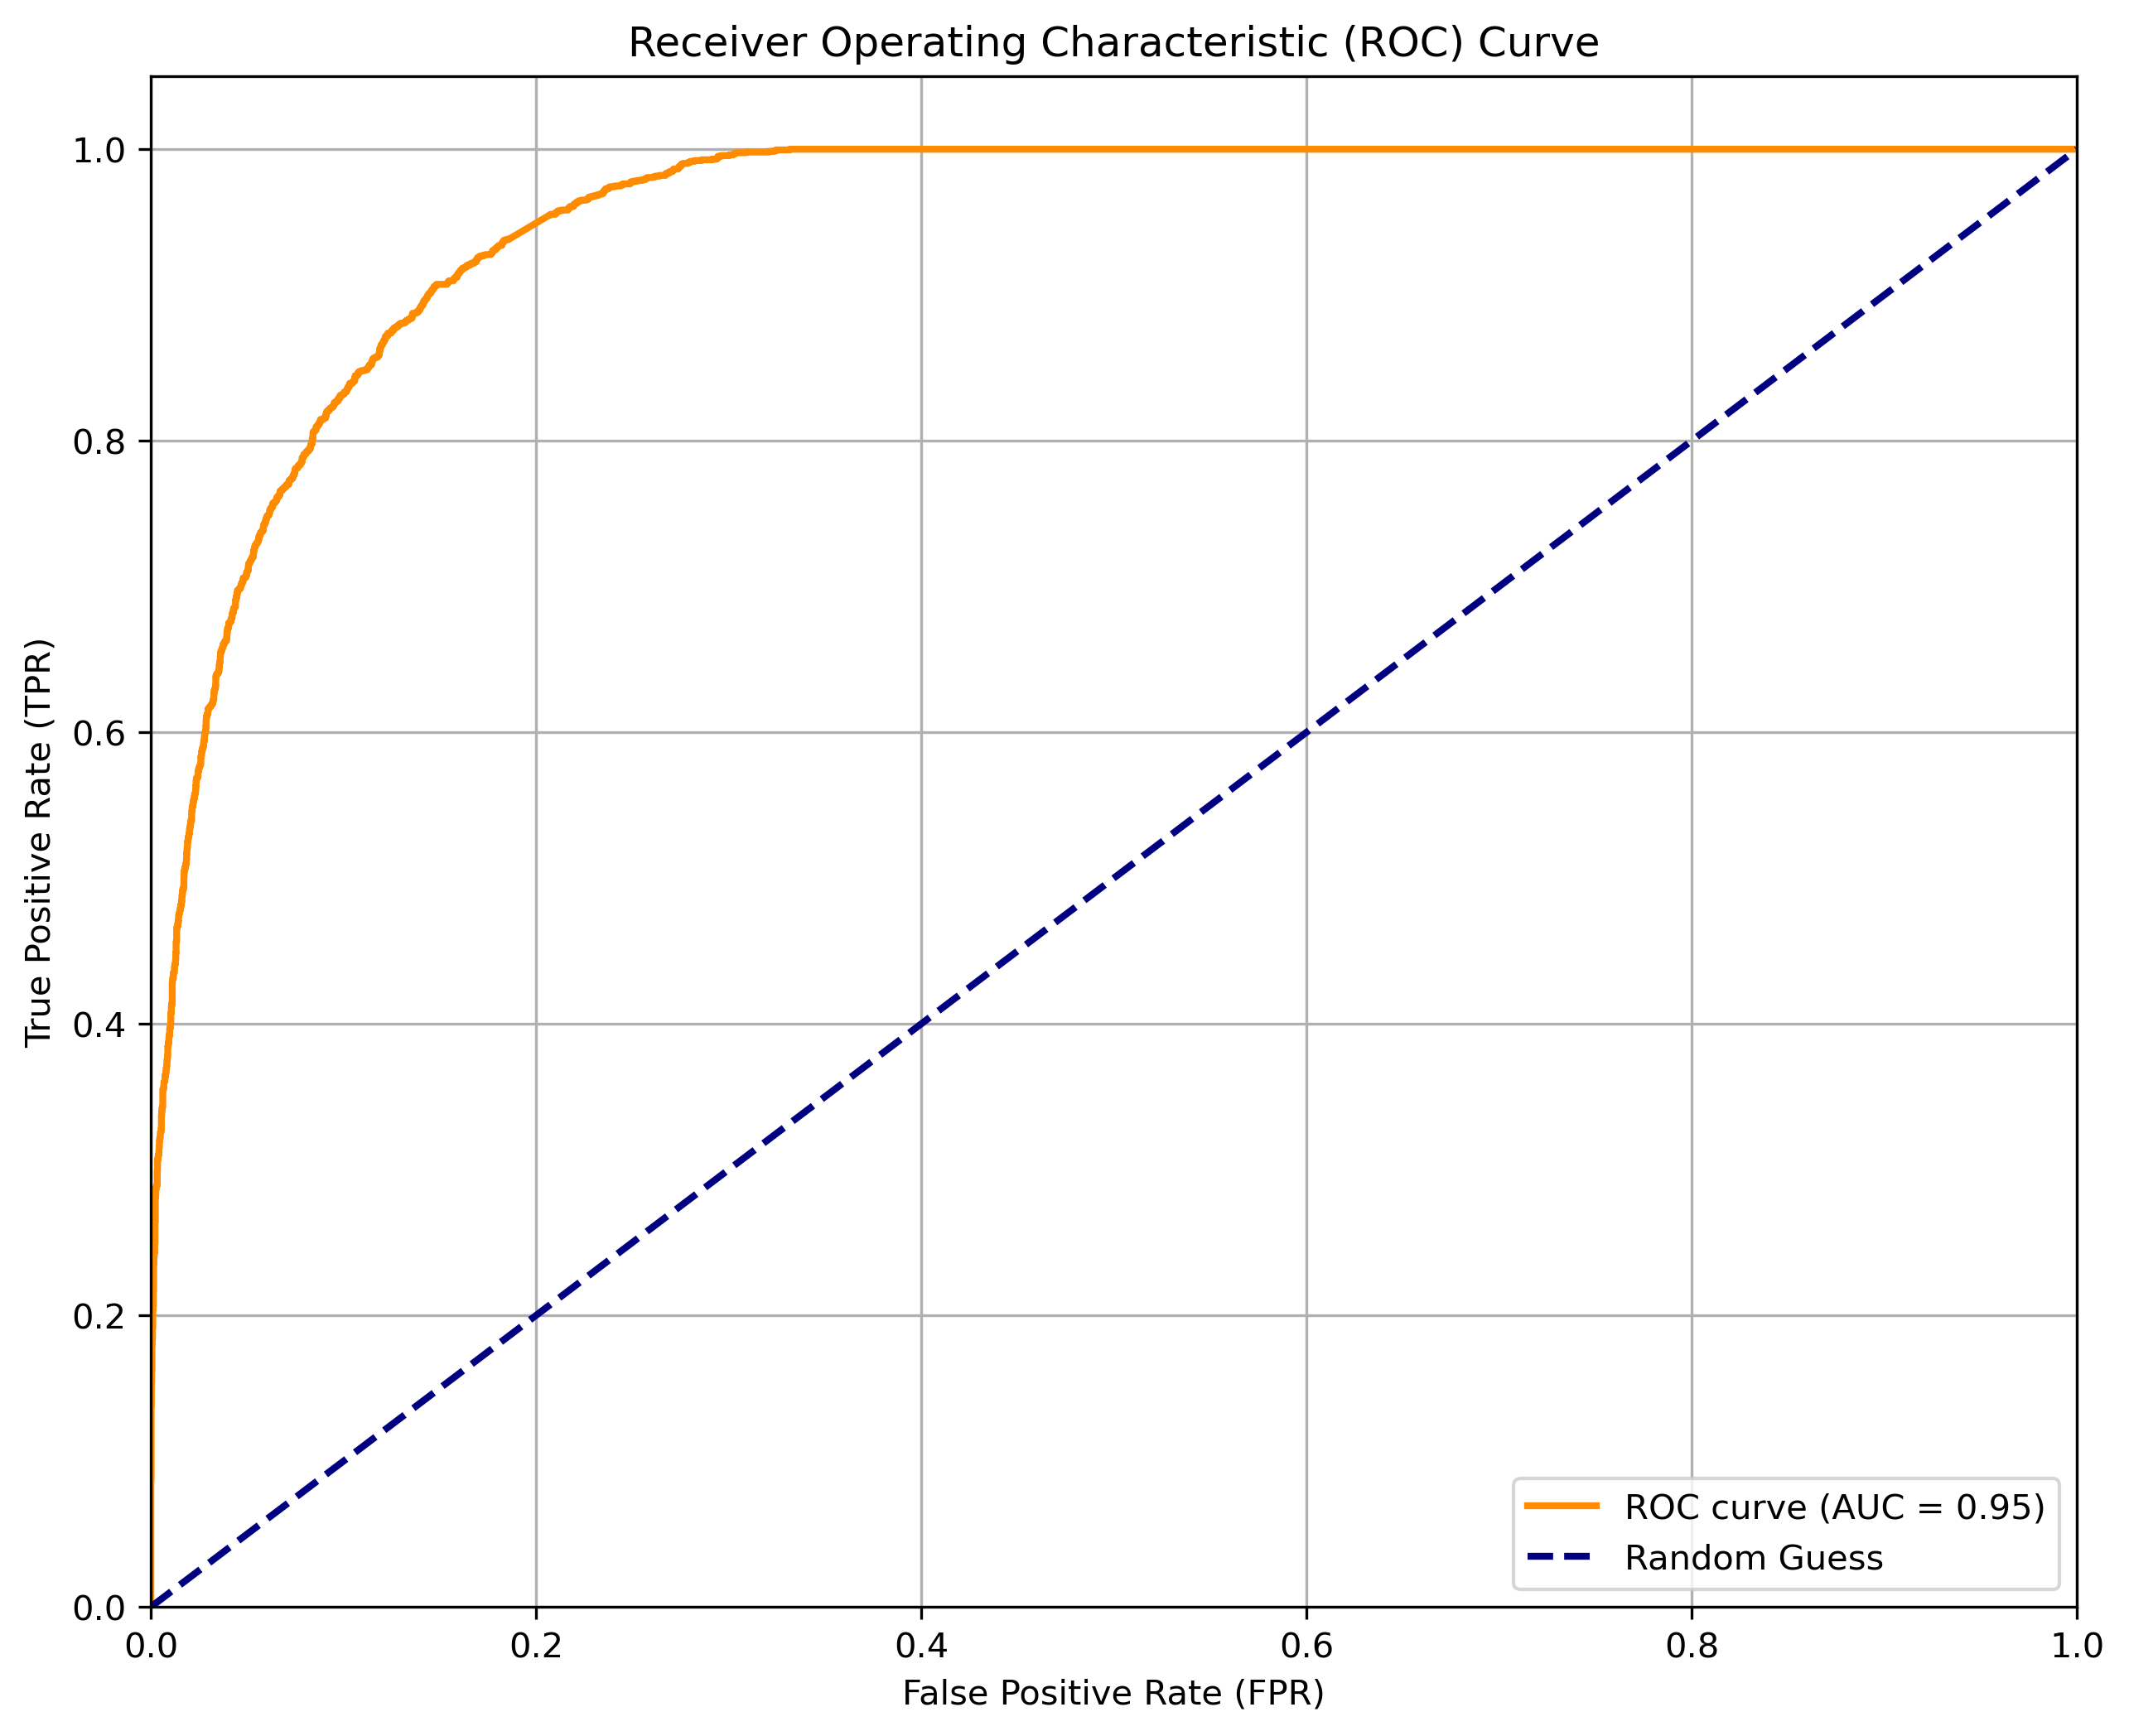 Receiver Operating Characteristic (ROC) Curve
True Positive Rate (TPR)
1.0
0.8
0.6
0.4
0.2
0.0
0.0 0.2 0.4 0.6 0.8 1.0
False Positive Rate (FPR)
ROC curve (AUC = 0.95)
Random Guess